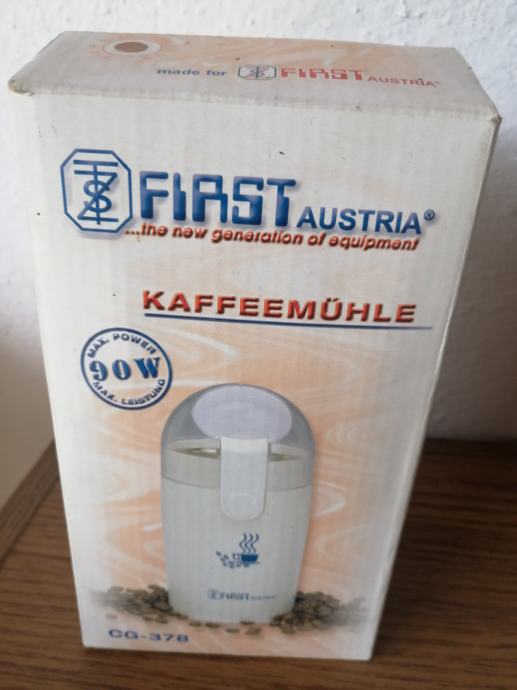 made for FIRST AUSTRIA®
FIRST AUSTRIA®
...the new generation of equipment
KAFFEEMÜHLE
MAX. POWER
90W
MAX. LEISTUNG
FIRST AUSTRIA
CG-378